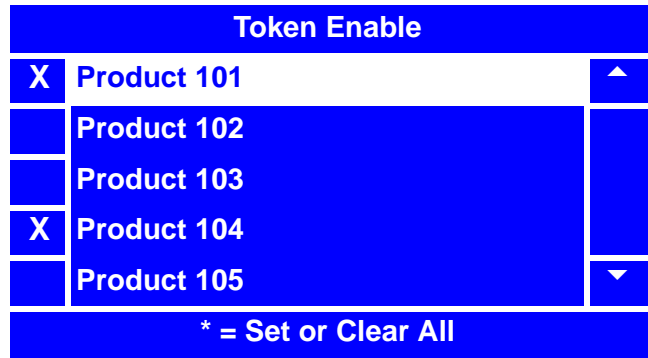 Token Enable
X Product 101
Product 102
Product 103
X Product 104
Product 105
* = Set or Clear All